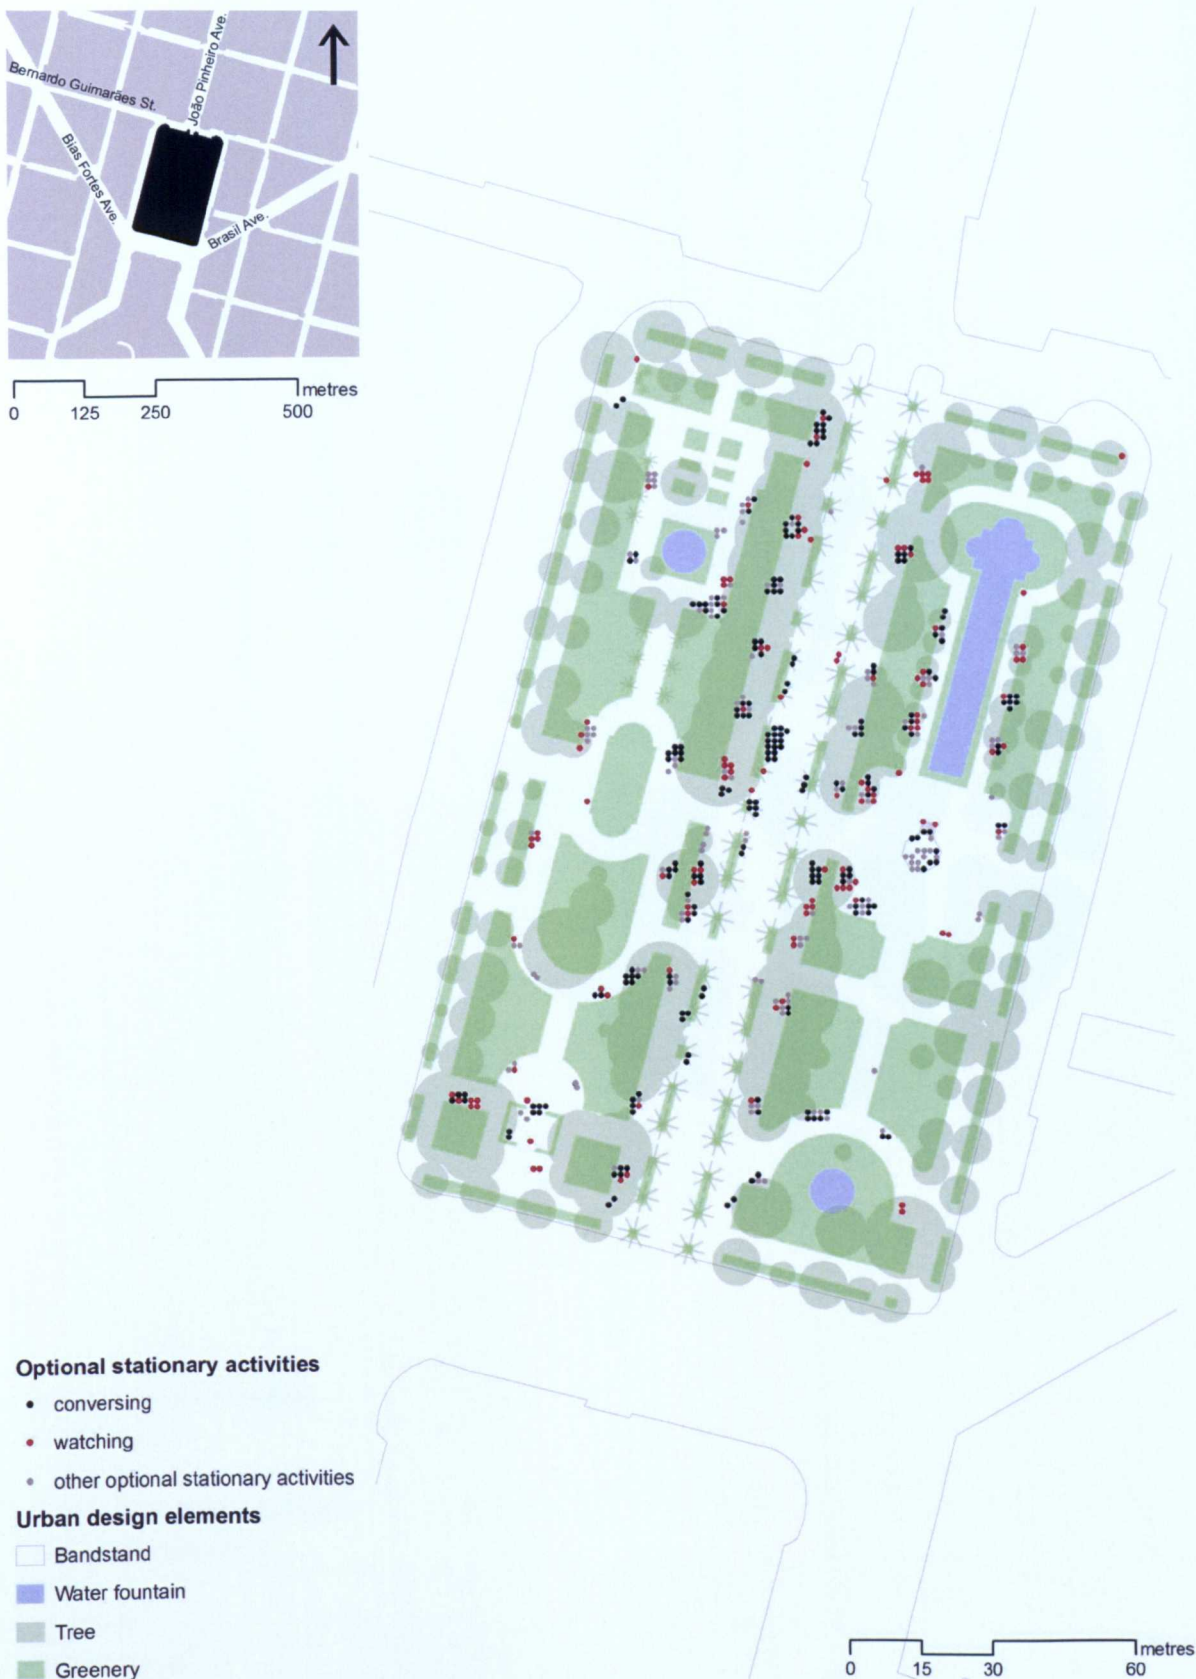 João Pinheiro Ave.
Bernardo Guimarães St.
Bias Fortes Ave.
Brasil Ave.
metres
0 125 250 500
Optional stationary activities
conversing
watching
other optional stationary activities
Urban design elements
Bandstand
Water fountain
Tree
Greenery
metres
0 15 30 60